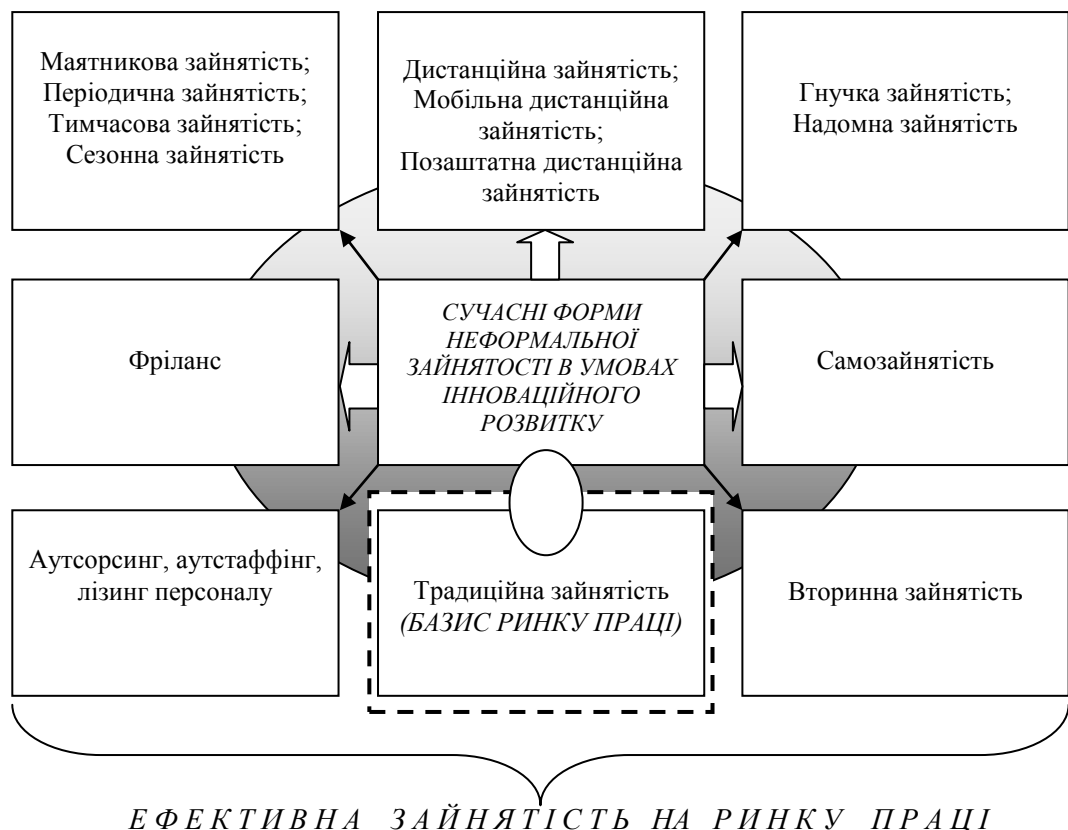 Маятникова зайнятість;
Періодична зайнятість;
Тимчасова зайнятість;
Сезонна зайнятість
Дистанційна зайнятість;
Мобільна дистанційна
зайнятість;
Позаштатна дистанційна
зайнятість
Гнучка зайнятість;
Надомна зайнятість
Фріланс
СУЧАСНІ ФОРМИ
НЕФОРМАЛЬНОЇ
ЗАЙНЯТОСТІ В УМОВАХ
ІННОВАЦІЙНОГО
РОЗВИТКУ
Самозайнятість
Аутсорсинг, аутстаффінг,
лізинг персоналу
Традиційна зайнятість
(БАЗИС РИНКУ ПРАЦІ)
Вторинна зайнятість
ЕФЕКТИВНА ЗАЙНЯТІСТЬ НА РИНКУ ПРАЦІ